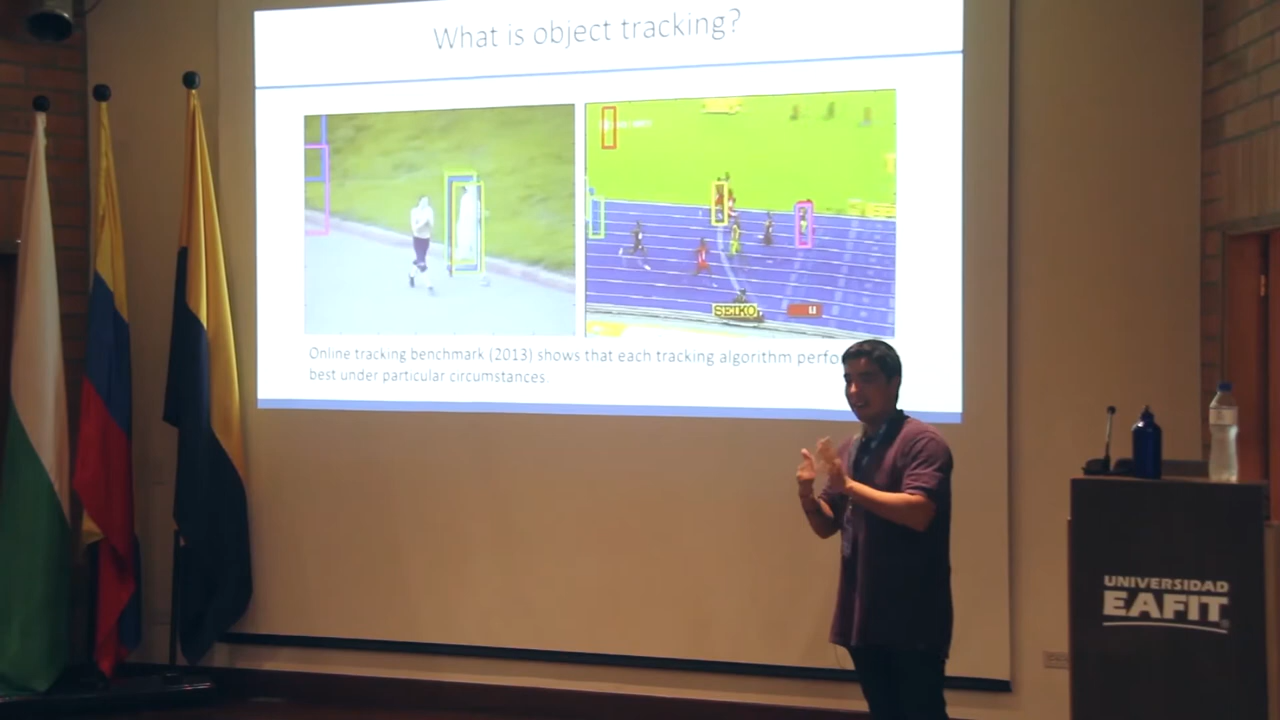 What is object tracking?
SEIKO
Online tracking benchmark (2013) shows that each tracking algorithm perfo
best under particular circumstances.
UNIVERSIDAD
EAFIT